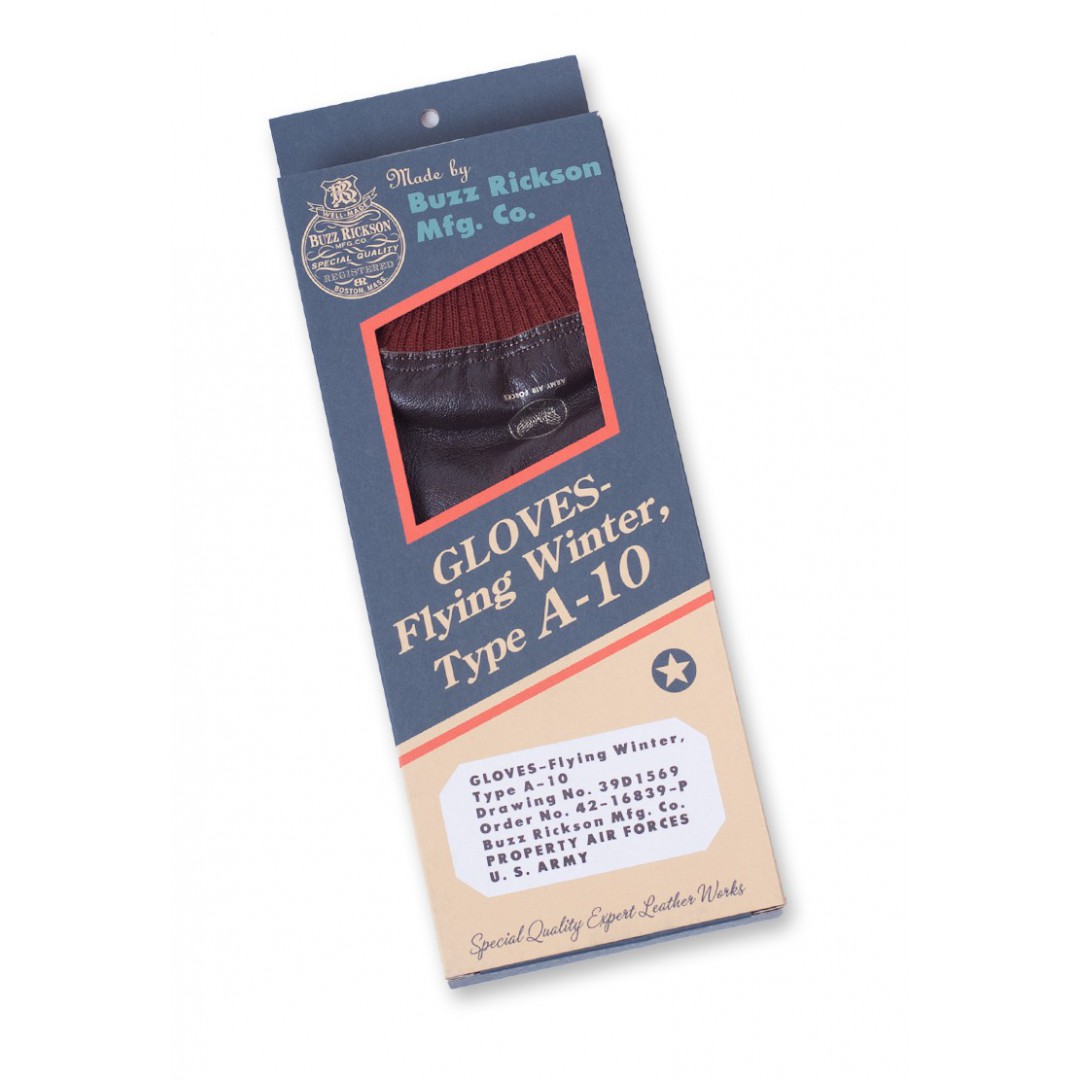 Made by
Buzz Rickson
Mfg. Co.
BR
WELL-MADE
BUZZ RICKSON
MFG. CO.
SPECIAL QUALITY
REGISTERED
BR
BOSTON, MASS.
ARMY AIR FORCES
GLOVES-
Flying Winter,
Type A-10
GLOVES-Flying Winter,
Type A-10
Drawing No. 39D1569
Order No. 42-16839-P
Buzz Rickson Mfg. Co.
PROPERTY AIR FORCES
U. S. ARMY
Special Quality Expert Leather Works